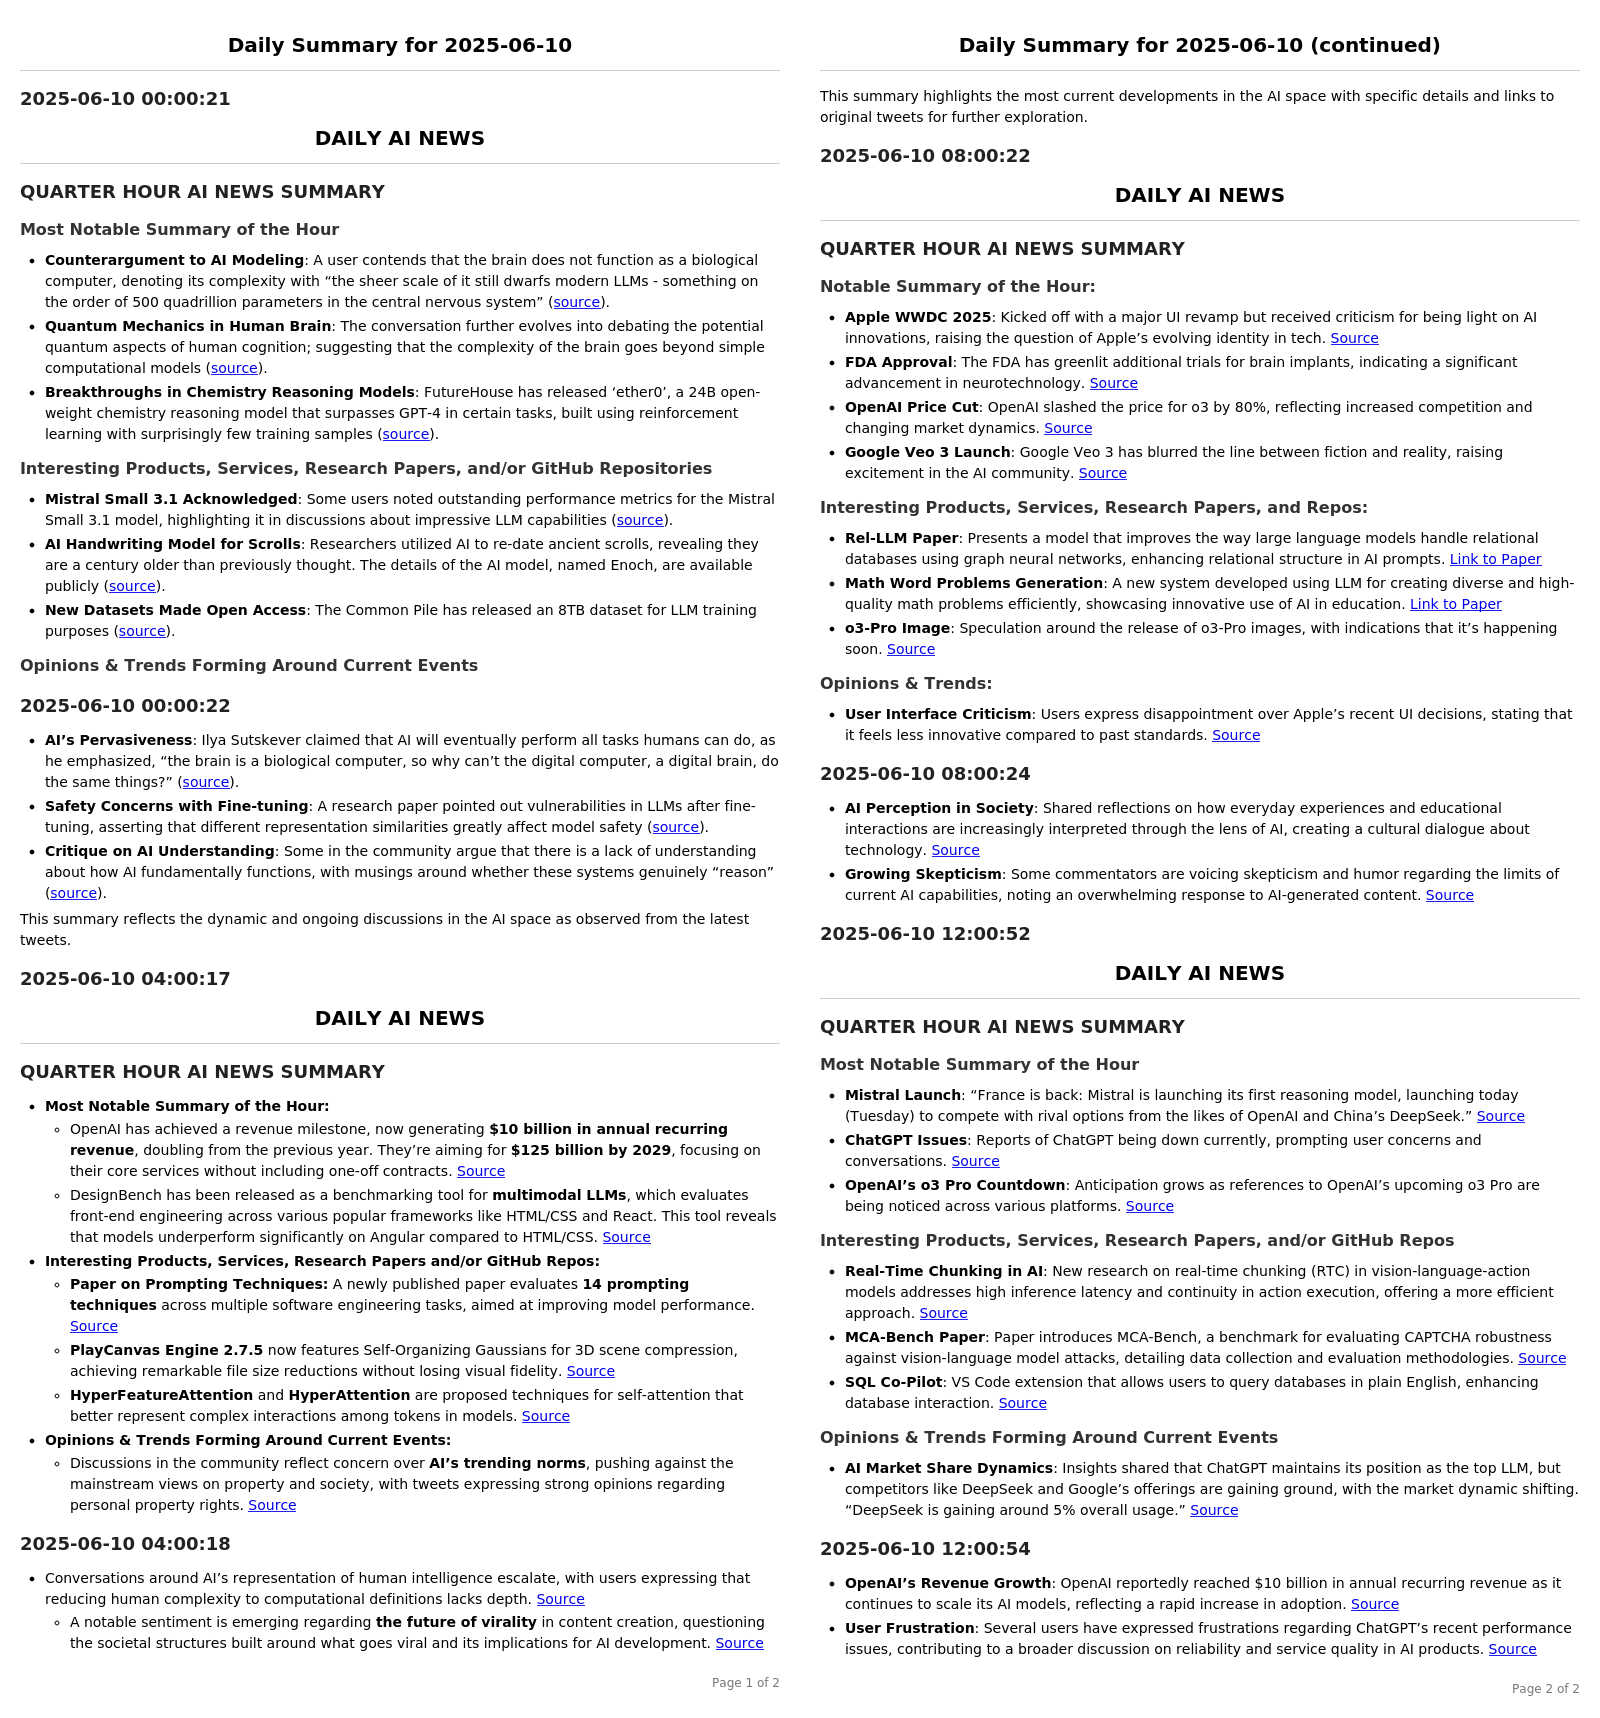 Daily Summary for 2025-06-10
2025-06-10 00:00:21
DAILY AI NEWS
QUARTER HOUR AI NEWS SUMMARY
Most Notable Summary of the Hour
• Counterargument to AI Modeling: A user contends that the brain does not function as a biological
computer, denoting its complexity with “the sheer scale of it still dwarfs modern LLMs - something on
the order of 500 quadrillion parameters in the central nervous system” (source).
• Quantum Mechanics in Human Brain: The conversation further evolves into debating the potential
quantum aspects of human cognition; suggesting that the complexity of the brain goes beyond simple
computational models (source).
• Breakthroughs in Chemistry Reasoning Models: FutureHouse has released ‘ether0’, a 24B open-
weight chemistry reasoning model that surpasses GPT-4 in certain tasks, built using reinforcement
learning with surprisingly few training samples (source).
Interesting Products, Services, Research Papers, and/or GitHub Repositories
• Mistral Small 3.1 Acknowledged: Some users noted outstanding performance metrics for the Mistral
Small 3.1 model, highlighting it in discussions about impressive LLM capabilities (source).
• AI Handwriting Model for Scrolls: Researchers utilized AI to re-date ancient scrolls, revealing they
are a century older than previously thought. The details of the AI model, named Enoch, are available
publicly (source).
• New Datasets Made Open Access: The Common Pile has released an 8TB dataset for LLM training
purposes (source).
Opinions & Trends Forming Around Current Events
2025-06-10 00:00:22
• AI’s Pervasiveness: Ilya Sutskever claimed that AI will eventually perform all tasks humans can do, as
he emphasized, “the brain is a biological computer, so why can’t the digital computer, a digital brain, do
the same things?” (source).
• Safety Concerns with Fine-tuning: A research paper pointed out vulnerabilities in LLMs after fine-
tuning, asserting that different representation similarities greatly affect model safety (source).
• Critique on AI Understanding: Some in the community argue that there is a lack of understanding
about how AI fundamentally functions, with musings around whether these systems genuinely “reason”
(source).
This summary reflects the dynamic and ongoing discussions in the AI space as observed from the latest
tweets.
2025-06-10 04:00:17
DAILY AI NEWS
QUARTER HOUR AI NEWS SUMMARY
• Most Notable Summary of the Hour:
◦ OpenAI has achieved a revenue milestone, now generating $10 billion in annual recurring
revenue, doubling from the previous year. They’re aiming for $125 billion by 2029, focusing on
their core services without including one-off contracts. Source
◦ DesignBench has been released as a benchmarking tool for multimodal LLMs, which evaluates
front-end engineering across various popular frameworks like HTML/CSS and React. This tool reveals
that models underperform significantly on Angular compared to HTML/CSS. Source
• Interesting Products, Services, Research Papers and/or GitHub Repos:
◦ Paper on Prompting Techniques: A newly published paper evaluates 14 prompting
techniques across multiple software engineering tasks, aimed at improving model performance.
Source
◦ PlayCanvas Engine 2.7.5 now features Self-Organizing Gaussians for 3D scene compression,
achieving remarkable file size reductions without losing visual fidelity. Source
◦ HyperFeatureAttention and HyperAttention are proposed techniques for self-attention that
better represent complex interactions among tokens in models. Source
• Opinions & Trends Forming Around Current Events:
◦ Discussions in the community reflect concern over AI’s trending norms, pushing against the
mainstream views on property and society, with tweets expressing strong opinions regarding
personal property rights. Source
2025-06-10 04:00:18
• Conversations around AI’s representation of human intelligence escalate, with users expressing that
reducing human complexity to computational definitions lacks depth. Source
◦ A notable sentiment is emerging regarding the future of virality in content creation, questioning
the societal structures built around what goes viral and its implications for AI development. Source
Page 1 of 2
Daily Summary for 2025-06-10 (continued)
This summary highlights the most current developments in the AI space with specific details and links to
original tweets for further exploration.
2025-06-10 08:00:22
DAILY AI NEWS
QUARTER HOUR AI NEWS SUMMARY
Notable Summary of the Hour:
• Apple WWDC 2025: Kicked off with a major UI revamp but received criticism for being light on AI
innovations, raising the question of Apple’s evolving identity in tech. Source
• FDA Approval: The FDA has greenlit additional trials for brain implants, indicating a significant
advancement in neurotechnology. Source
• OpenAI Price Cut: OpenAI slashed the price for o3 by 80%, reflecting increased competition and
changing market dynamics. Source
• Google Veo 3 Launch: Google Veo 3 has blurred the line between fiction and reality, raising
excitement in the AI community. Source
Interesting Products, Services, Research Papers, and Repos:
• Rel-LLM Paper: Presents a model that improves the way large language models handle relational
databases using graph neural networks, enhancing relational structure in AI prompts. Link to Paper
• Math Word Problems Generation: A new system developed using LLM for creating diverse and high-
quality math problems efficiently, showcasing innovative use of AI in education. Link to Paper
• o3-Pro Image: Speculation around the release of o3-Pro images, with indications that it’s happening
soon. Source
Opinions & Trends:
• User Interface Criticism: Users express disappointment over Apple’s recent UI decisions, stating that
it feels less innovative compared to past standards. Source
2025-06-10 08:00:24
• AI Perception in Society: Shared reflections on how everyday experiences and educational
interactions are increasingly interpreted through the lens of AI, creating a cultural dialogue about
technology. Source
• Growing Skepticism: Some commentators are voicing skepticism and humor regarding the limits of
current AI capabilities, noting an overwhelming response to AI-generated content. Source
2025-06-10 12:00:52
DAILY AI NEWS
QUARTER HOUR AI NEWS SUMMARY
Most Notable Summary of the Hour
• Mistral Launch: “France is back: Mistral is launching its first reasoning model, launching today
(Tuesday) to compete with rival options from the likes of OpenAI and China’s DeepSeek.” Source
• ChatGPT Issues: Reports of ChatGPT being down currently, prompting user concerns and
conversations. Source
• OpenAI’s o3 Pro Countdown: Anticipation grows as references to OpenAI’s upcoming o3 Pro are
being noticed across various platforms. Source
Interesting Products, Services, Research Papers, and/or GitHub Repos
• Real-Time Chunking in AI: New research on real-time chunking (RTC) in vision-language-action
models addresses high inference latency and continuity in action execution, offering a more efficient
approach. Source
• MCA-Bench Paper: Paper introduces MCA-Bench, a benchmark for evaluating CAPTCHA robustness
against vision-language model attacks, detailing data collection and evaluation methodologies. Source
• SQL Co-Pilot: VS Code extension that allows users to query databases in plain English, enhancing
database interaction. Source
Opinions & Trends Forming Around Current Events
• AI Market Share Dynamics: Insights shared that ChatGPT maintains its position as the top LLM, but
competitors like DeepSeek and Google’s offerings are gaining ground, with the market dynamic shifting.
“DeepSeek is gaining around 5% overall usage.” Source
2025-06-10 12:00:54
• OpenAI’s Revenue Growth: OpenAI reportedly reached $10 billion in annual recurring revenue as it
continues to scale its AI models, reflecting a rapid increase in adoption. Source
• User Frustration: Several users have expressed frustrations regarding ChatGPT’s recent performance
issues, contributing to a broader discussion on reliability and service quality in AI products. Source
Page 2 of 2